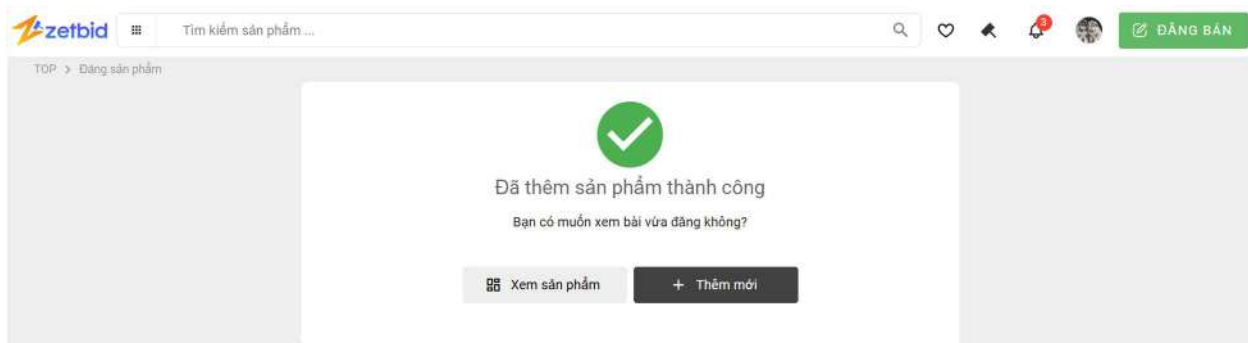 zetbid
Tìm kiếm sản phẩm ...
3
ĐĂNG BÁN
TOP > Đăng sản phẩm
Đã thêm sản phẩm thành công
Bạn có muốn xem bài vừa đăng không?
Xem sản phẩm
+ Thêm mới